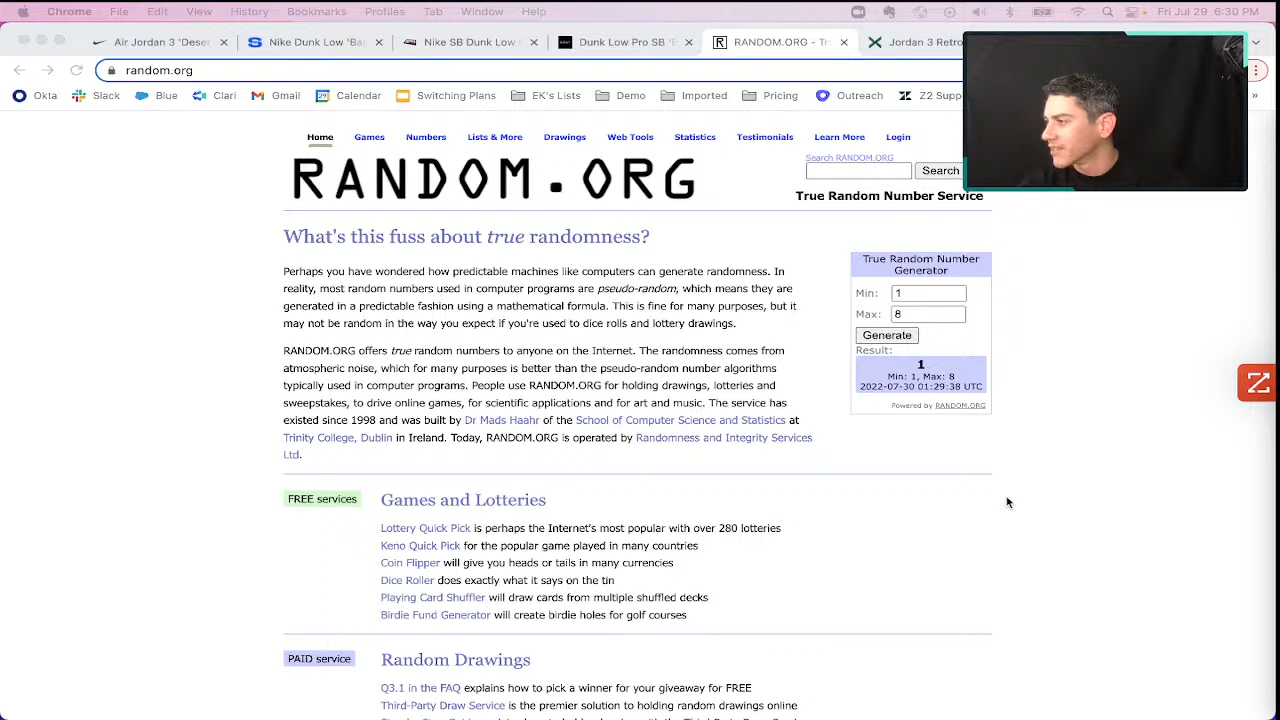 Chrome File Edit View History Bookmarks Profiles Tab Window Help Fri Jul 29 6:30 PM
Air Jordan 3 'Deser Nike Dunk Low 'Ba Nike SB Dunk Low Dunk Low Pro SB 'B RANDOM.ORG - Tr Jordan 3 Retro
random.org
Okta Slack Blue Clari Gmail Calendar Switching Plans EK's Lists Demo Imported Pricing Outreach Z2 Supp »
Home Games Numbers Lists & More Drawings Web Tools Statistics Testimonials Learn More Login
RANDOM.ORG
Search RANDOM.ORG
Search
True Random Number Service
What's this fuss about true randomness?
Perhaps you have wondered how predictable machines like computers can generate randomness. In
reality, most random numbers used in computer programs are pseudo-random, which means they are
generated in a predictable fashion using a mathematical formula. This is fine for many purposes, but it
may not be random in the way you expect if you're used to dice rolls and lottery drawings.
RANDOM.ORG offers true random numbers to anyone on the Internet. The randomness comes from
atmospheric noise, which for many purposes is better than the pseudo-random number algorithms
typically used in computer programs. People use RANDOM.ORG for holding drawings, lotteries and
sweepstakes, to drive online games, for scientific applications and for art and music. The service has
existed since 1998 and was built by Dr Mads Haahr of the School of Computer Science and Statistics at
Trinity College, Dublin in Ireland. Today, RANDOM.ORG is operated by Randomness and Integrity Services
Ltd.
True Random Number
Generator
Min: 1
Max: 8
Generate
Result:
1
Min: 1, Max: 8
2022-07-30 01:29:38 UTC
Powered by RANDOM.ORG
FREE services
Games and Lotteries
Lottery Quick Pick is perhaps the Internet's most popular with over 280 lotteries
Keno Quick Pick for the popular game played in many countries
Coin Flipper will give you heads or tails in many currencies
Dice Roller does exactly what it says on the tin
Playing Card Shuffler will draw cards from multiple shuffled decks
Birdie Fund Generator will create birdie holes for golf courses
PAID service
Random Drawings
Q3.1 in the FAQ explains how to pick a winner for your giveaway for FREE
Third-Party Draw Service is the premier solution to holding random drawings online